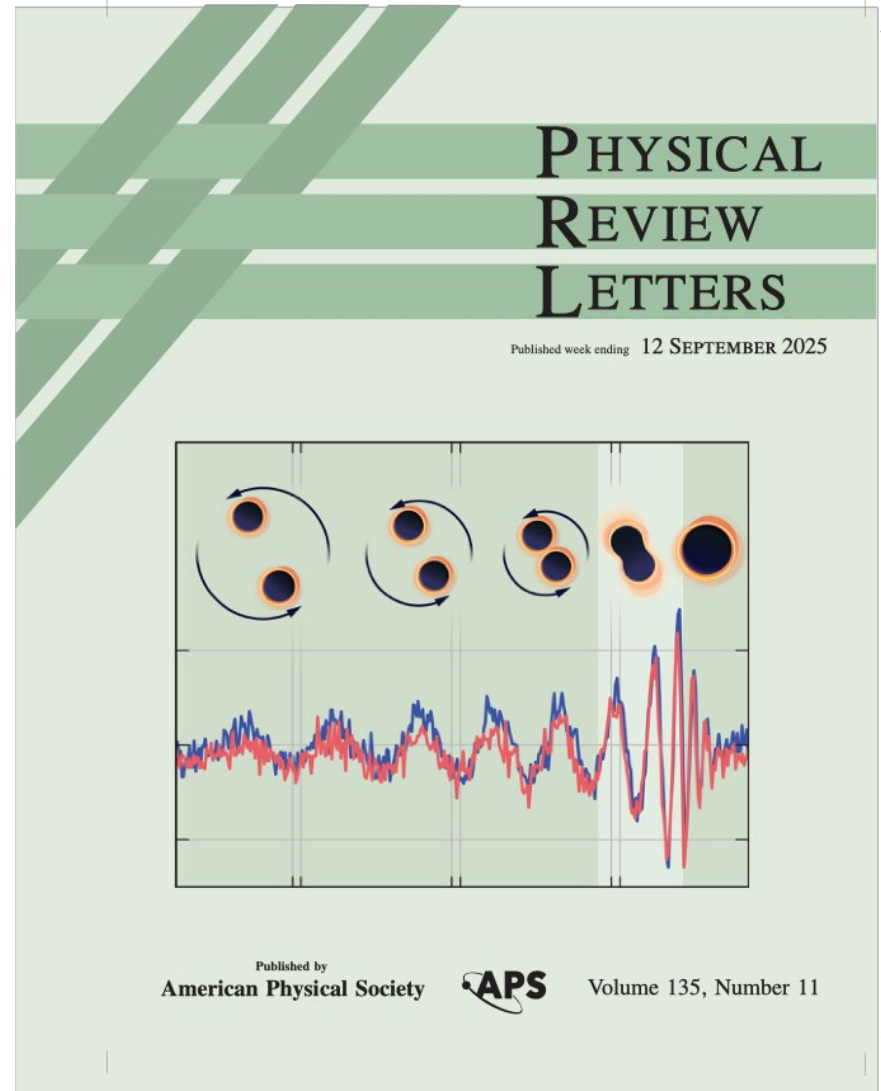 PHYSICAL
REVIEW
LETTERS
Published week ending 12 SEPTEMBER 2025
Published by
American Physical Society
APS
Volume 135, Number 11